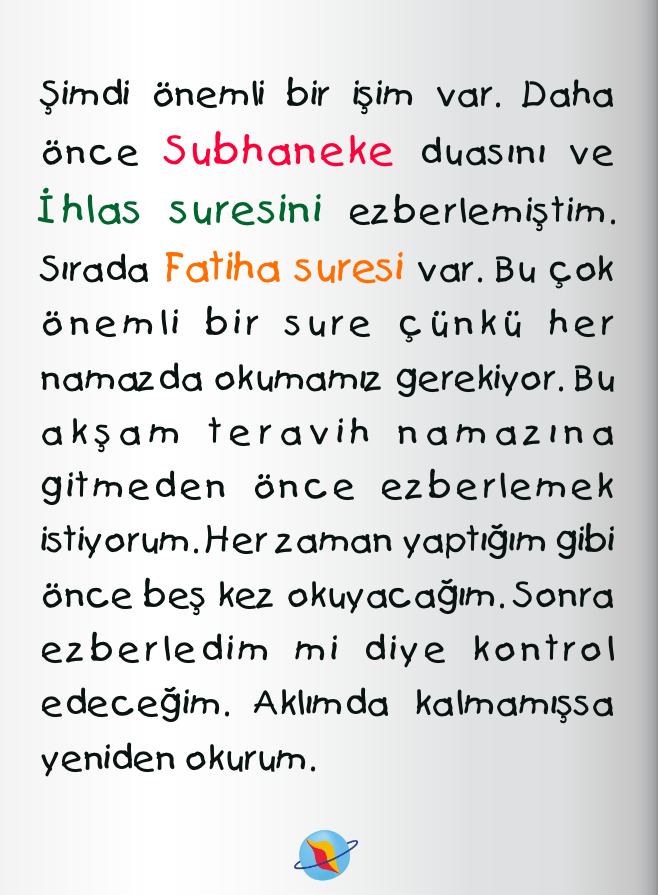 Şimdi önemli bir işim var. Daha
önce Subhaneke duasını ve
İhlas suresini ezberlemiştim.
Sırada Fatiha suresi var. Bu çok
önemli bir sure çünkü her
namazda okumamız gerekiyor. Bu
akşam teravih namazına
gitmeden önce ezberlemek
istiyorum. Her zaman yaptığım gibi
önce beş kez okuyacağım. Sonra
ezberledim mi diye kontrol
edeceğim. Aklımda kalmamışsa
yeniden okurum.